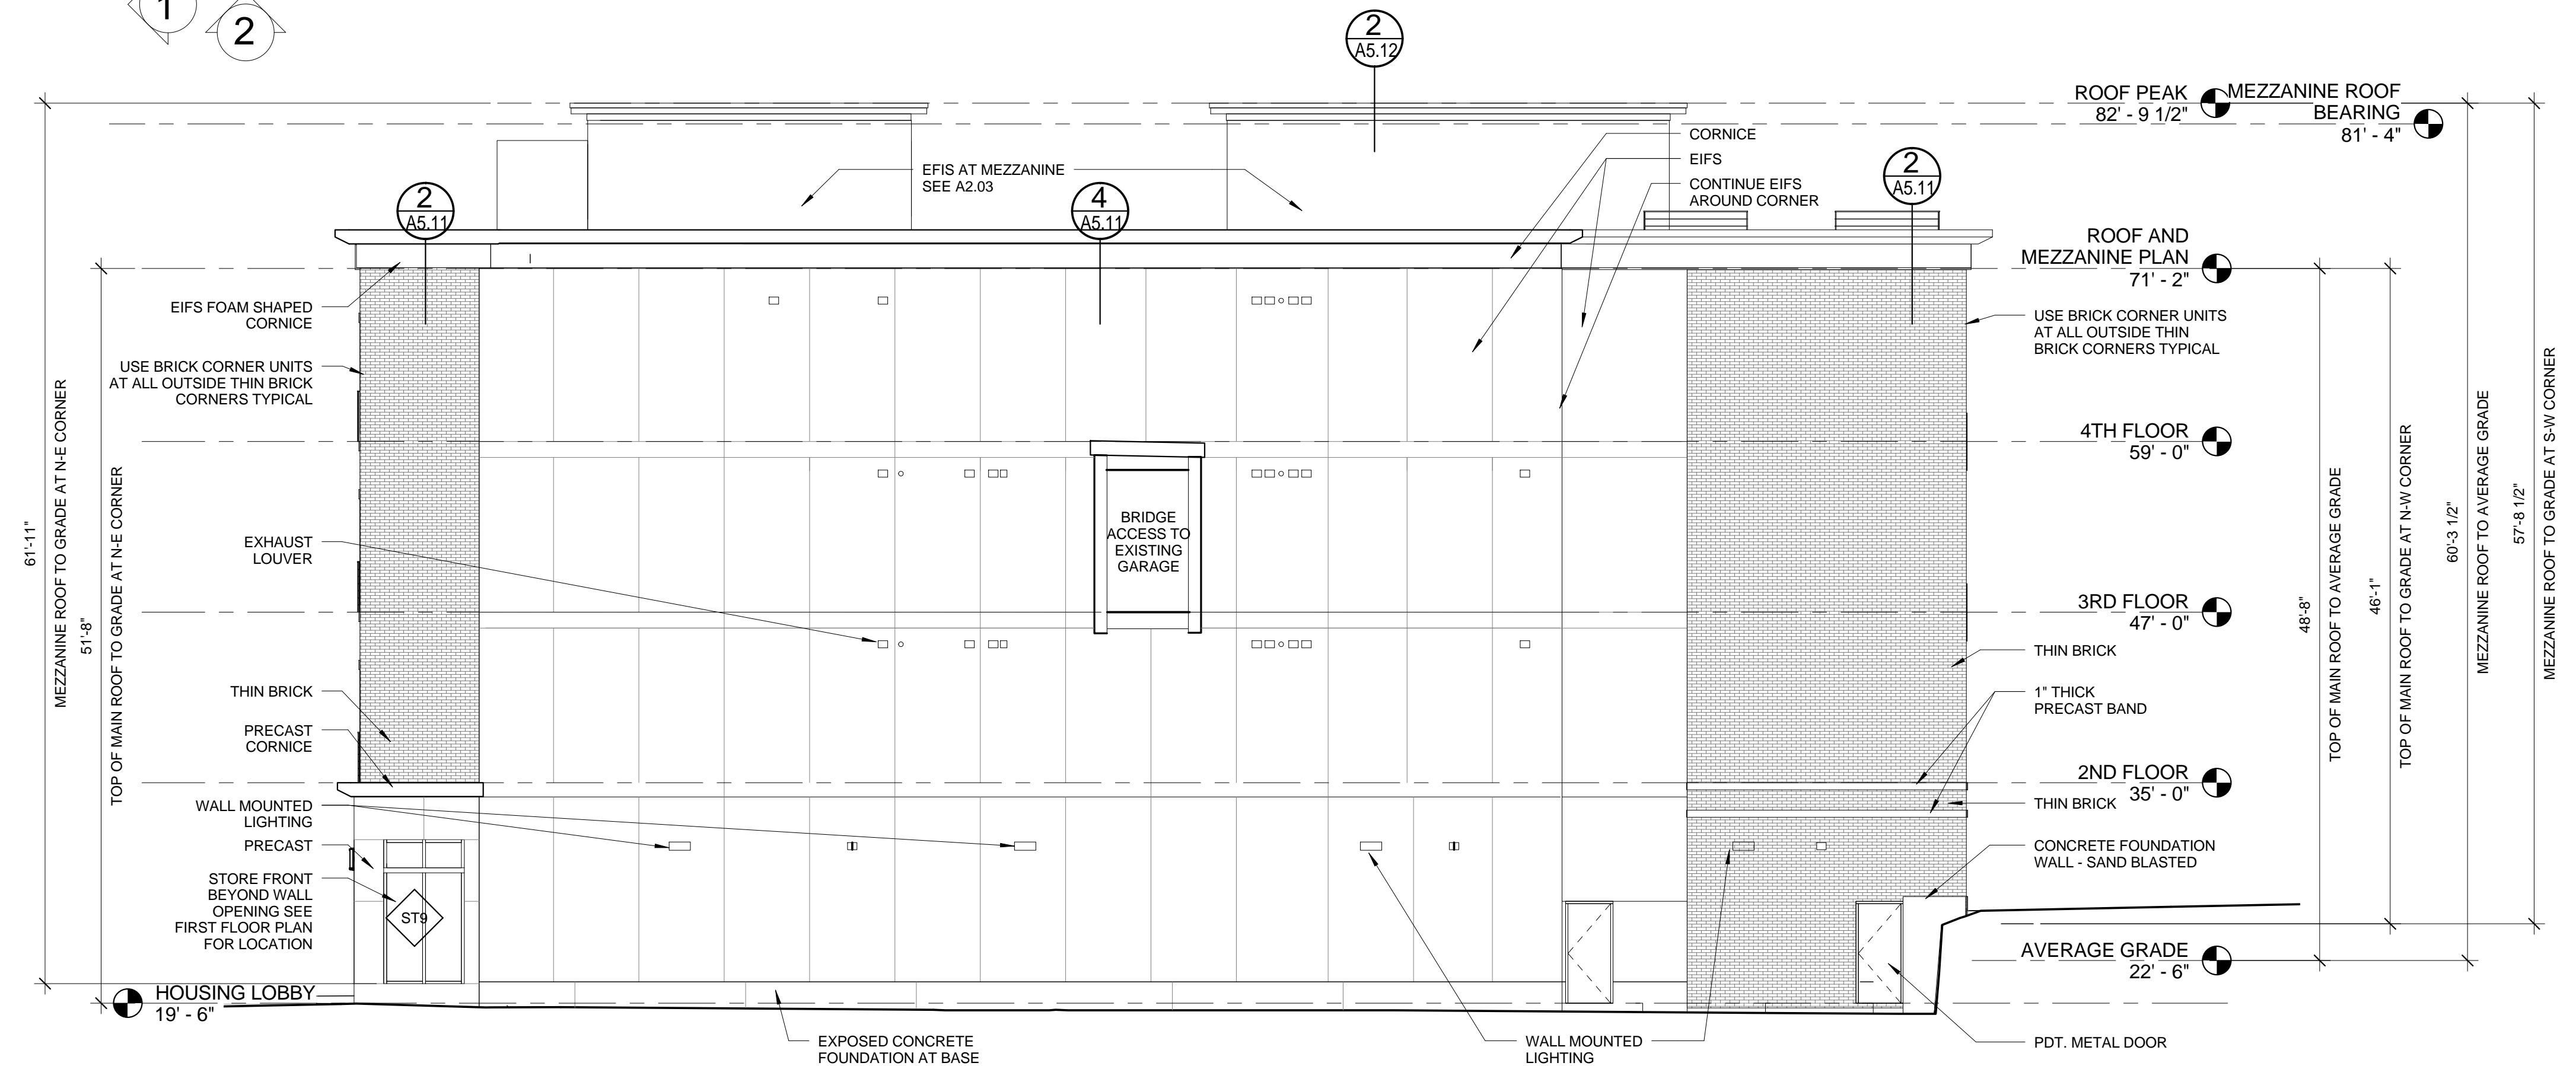 1
2
2
A5.12
ROOF PEAK
82' - 9 1/2"
MEZZANINE ROOF
BEARING
81' - 4"
CORNICE
EIFS
CONTINUE EIFS
AROUND CORNER
EFIS AT MEZZANINE
SEE A2.03
2
A5.11
4
A5.11
2
A5.11
ROOF AND
MEZZANINE PLAN
71' - 2"
EIFS FOAM SHAPED
CORNICE
USE BRICK CORNER UNITS
AT ALL OUTSIDE THIN BRICK
CORNERS TYPICAL
USE BRICK CORNER UNITS
AT ALL OUTSIDE THIN
BRICK CORNERS TYPICAL
4TH FLOOR
59' - 0"
BRIDGE
ACCESS TO
EXISTING
GARAGE
EXHAUST
LOUVER
3RD FLOOR
47' - 0"
THIN BRICK
1" THICK
PRECAST BAND
THIN BRICK
PRECAST
CORNICE
2ND FLOOR
35' - 0"
THIN BRICK
WALL MOUNTED
LIGHTING
PRECAST
STORE FRONT
BEYOND WALL
OPENING SEE
FIRST FLOOR PLAN
FOR LOCATION
ST9
CONCRETE FOUNDATION
WALL - SAND BLASTED
AVERAGE GRADE
22' - 6"
HOUSING LOBBY
19' - 6"
EXPOSED CONCRETE
FOUNDATION AT BASE
WALL MOUNTED
LIGHTING
PDT. METAL DOOR
61'-11"
MEZZANINE ROOF TO GRADE AT N-E CORNER
51'-8"
TOP OF MAIN ROOF TO GRADE AT N-E CORNER
48'-8"
TOP OF MAIN ROOF TO AVERAGE GRADE
46'-1"
TOP OF MAIN ROOF TO GRADE AT N-W CORNER
60'-3 1/2"
MEZZANINE ROOF TO AVERAGE GRADE
57'-8 1/2"
MEZZANINE ROOF TO GRADE AT S-W CORNER